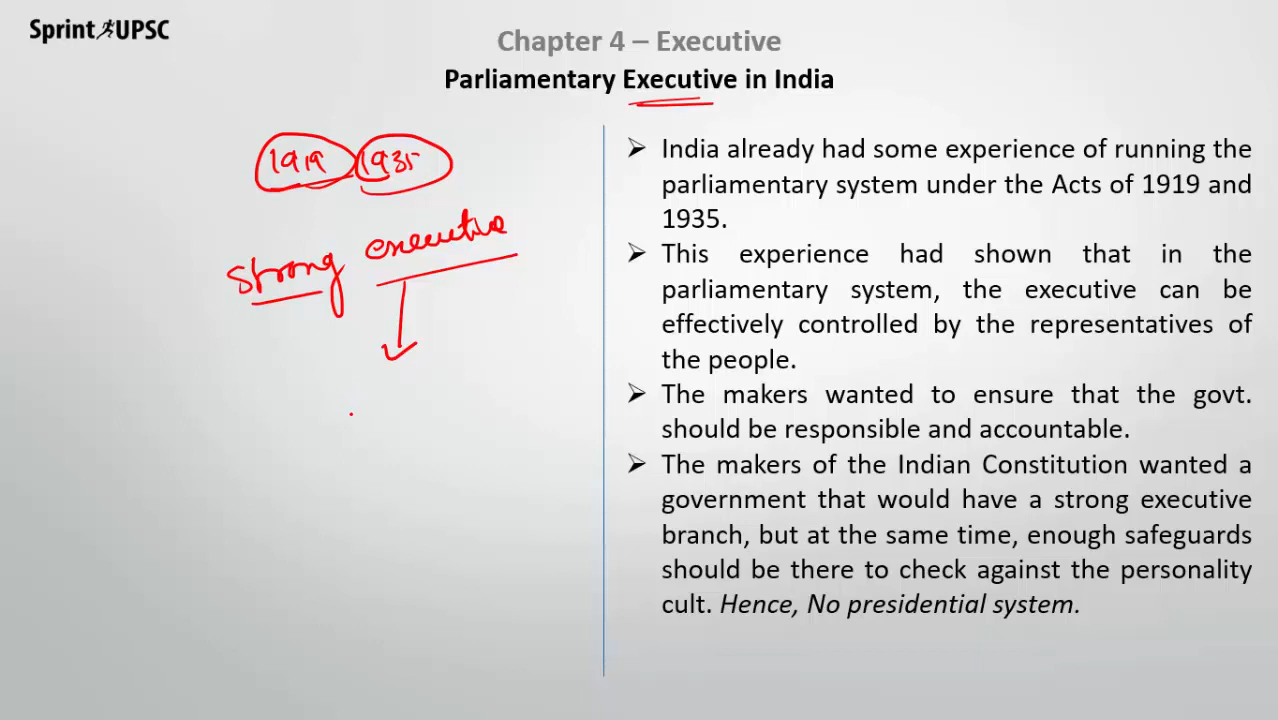 Sprint UPSC
Chapter 4 – Executive
Parliamentary Executive in India
1919 1935
strong executive
➢ India already had some experience of running the
parliamentary system under the Acts of 1919 and
1935.
➢ This experience had shown that in the
parliamentary system, the executive can be
effectively controlled by the representatives of
the people.
➢ The makers wanted to ensure that the govt.
should be responsible and accountable.
➢ The makers of the Indian Constitution wanted a
government that would have a strong executive
branch, but at the same time, enough safeguards
should be there to check against the personality
cult. Hence, No presidential system.